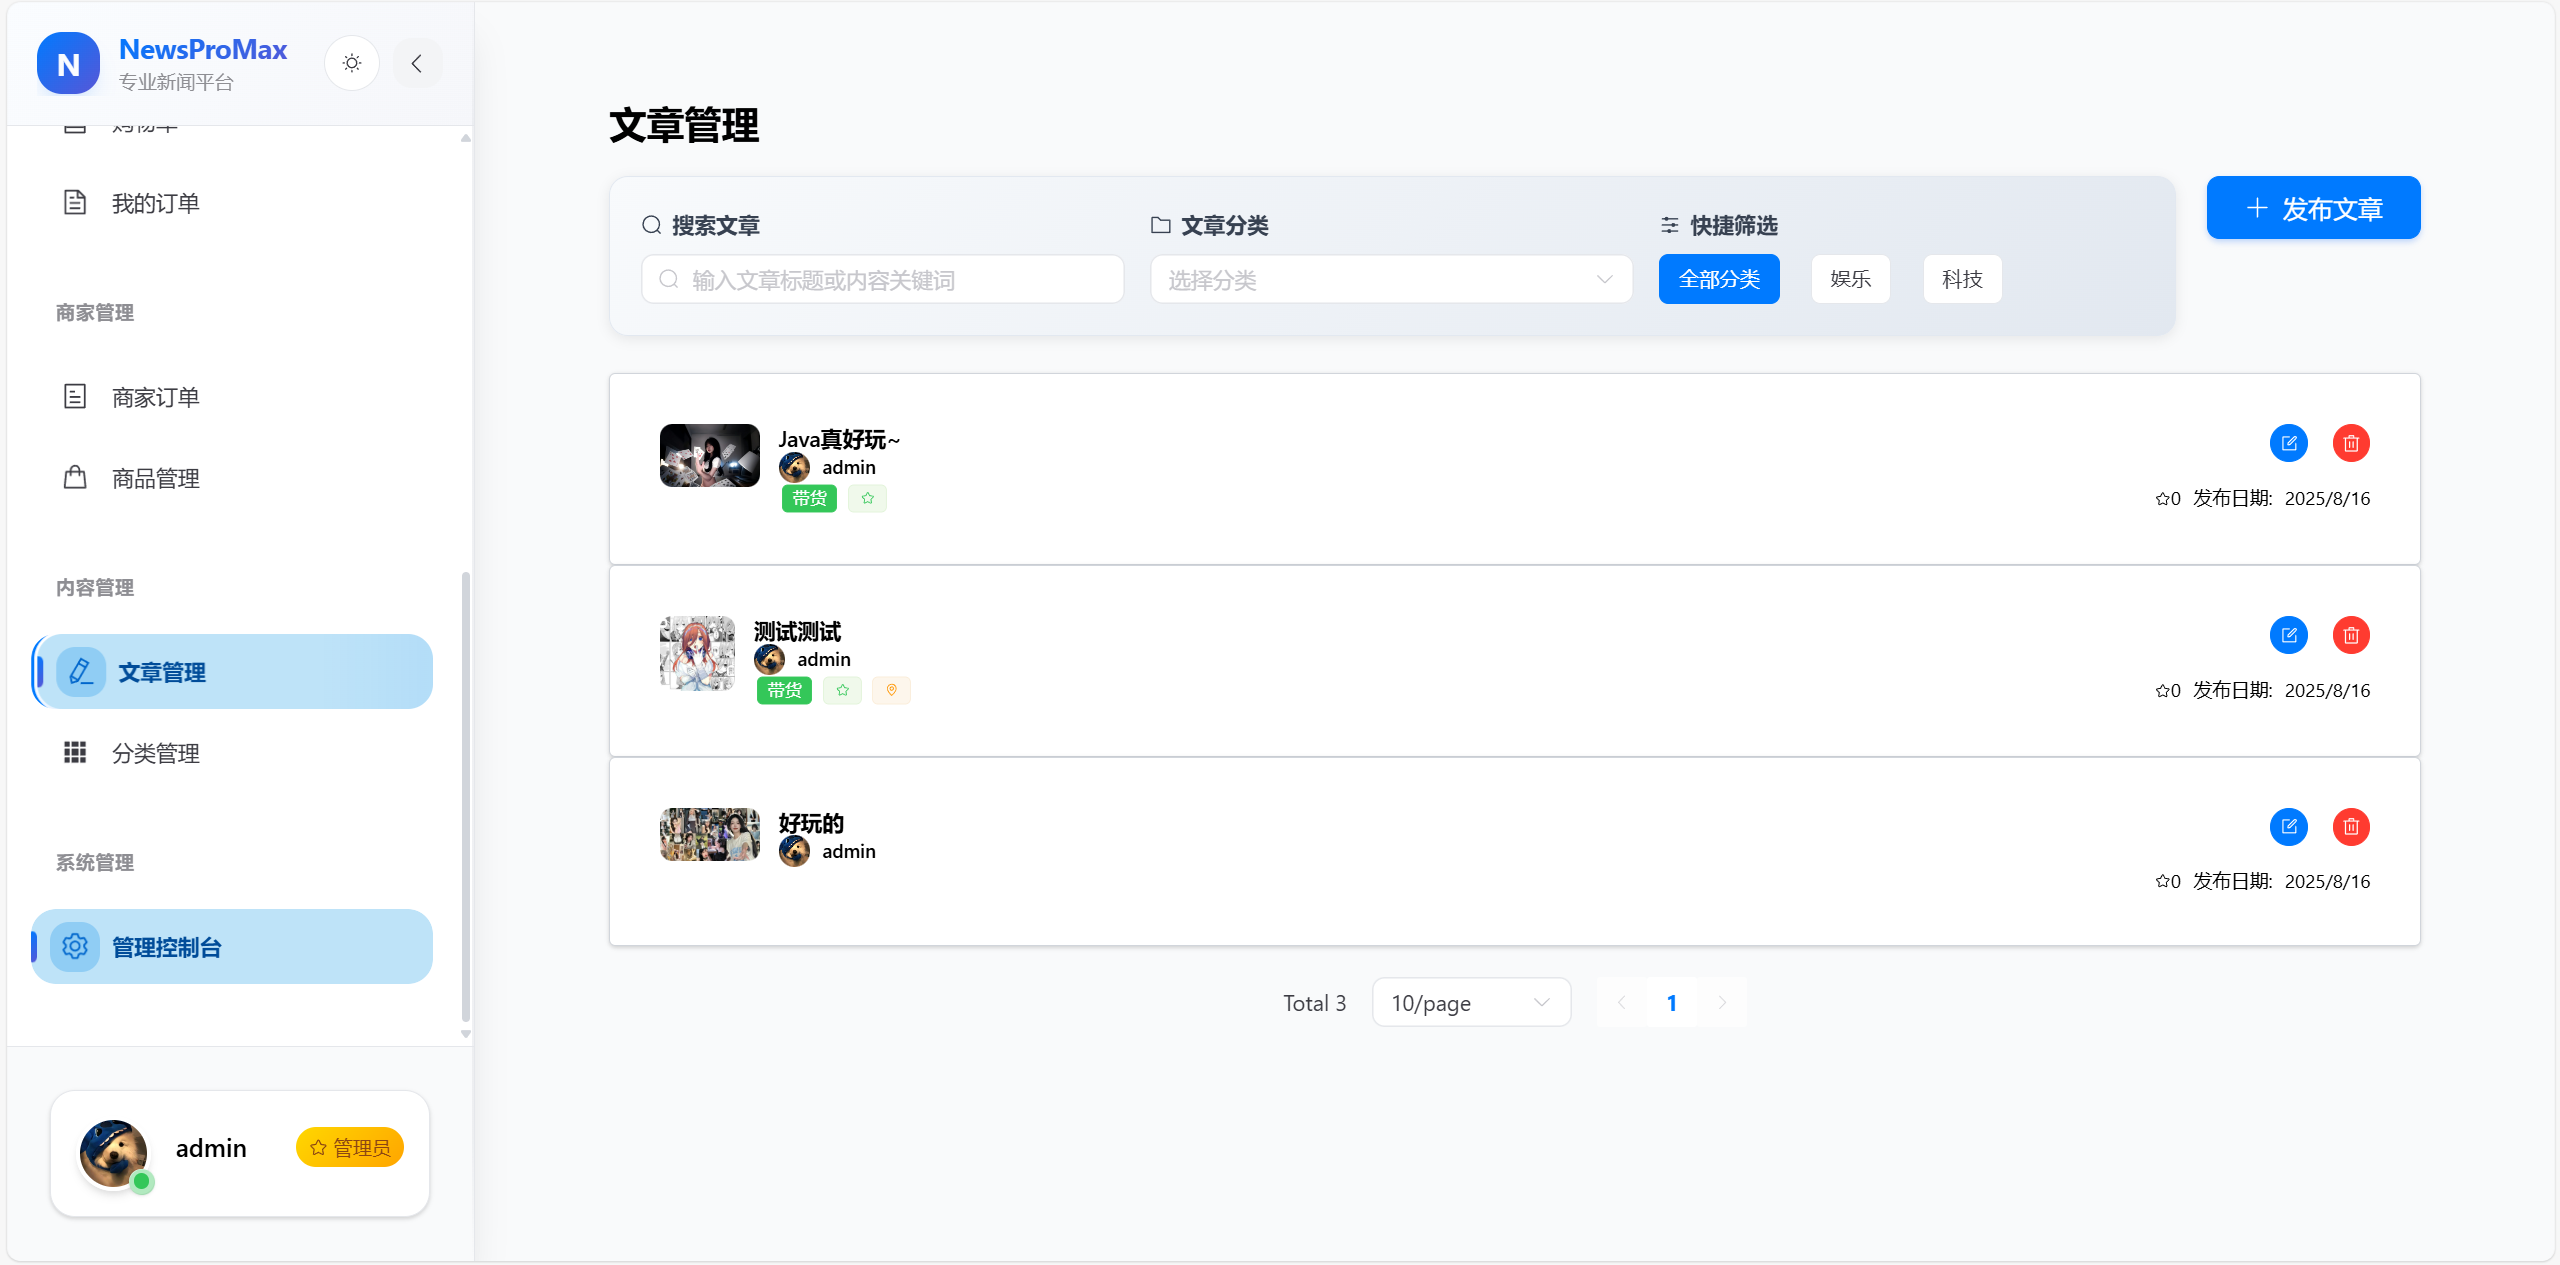 N
NewsProMax
专业新闻平台
购物车
我的订单
商家管理
商家订单
商品管理
内容管理
文章管理
分类管理
系统管理
管理控制台
admin
管理员
文章管理
搜索文章
输入文章标题或内容关键词
文章分类
选择分类
快捷筛选
全部分类 娱乐 科技
发布文章
Java真好玩~
admin
带货
0 发布日期: 2025/8/16
测试测试
admin
带货
0 发布日期: 2025/8/16
好玩的
admin
0 发布日期: 2025/8/16
Total 3 10/page 1